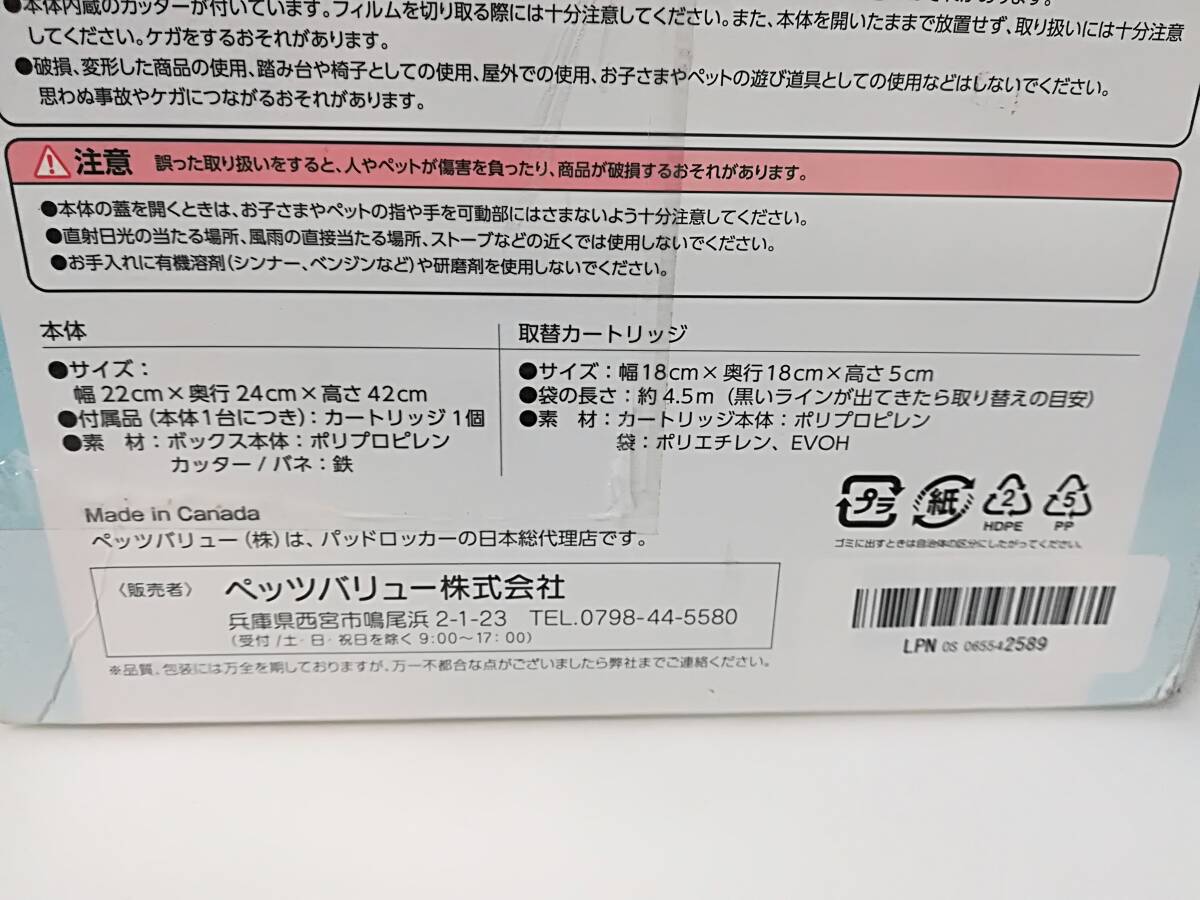 ●本体内蔵のカッターが付いています。フィルムを切り取る際には十分注意してください。また、本体を開いたままで放置せず、取り扱いには十分注意
してください。ケガをするおそれがあります。
●破損、変形した商品の使用、踏み台や椅子としての使用、屋外での使用、お子さまやペットの遊び道具としての使用などはしないでください。
思わぬ事故やケガにつながるおそれがあります。
注意 誤った取り扱いをすると、人やペットが傷害を負ったり、商品が破損するおそれがあります。
●本体の蓋を開くときは、お子さまやペットの指や手を可動部にはさまないよう十分注意してください。
●直射日光の当たる場所、風雨の直接当たる場所、ストーブなどの近くでは使用しないでください。
●お手入れに有機溶剤(シンナー、ベンジンなど)や研磨剤を使用しないでください。
本体
●サイズ：
幅22cm×奥行24cm×高さ42cm
●付属品(本体1台につき)：カートリッジ1個
●素 材：ボックス本体：ポリプロピレン
カッター/バネ：鉄
取替カートリッジ
●サイズ：幅18cm×奥行18cm×高さ5cm
●袋の長さ：約4.5m(黒いラインが出てきたら取り替えの目安)
●素 材：カートリッジ本体：ポリプロピレン
袋：ポリエチレン、EVOH
プラ 紙 2 5
HDPE PP
ゴミに出すときは自治体の区分にしたがってください。
Made in Canada
ペッツバリュー(株)は、パッドロッカーの日本総代理店です。
〈販売者〉 ペッツバリュー株式会社
兵庫県西宮市鳴尾浜2-1-23 TEL.0798-44-5580
(受付/土・日・祝日を除く9:00〜17:00)
※品質、包装には万全を期しておりますが、万一不都合な点がございましたら弊社までご連絡ください。
LPN OS 065542589